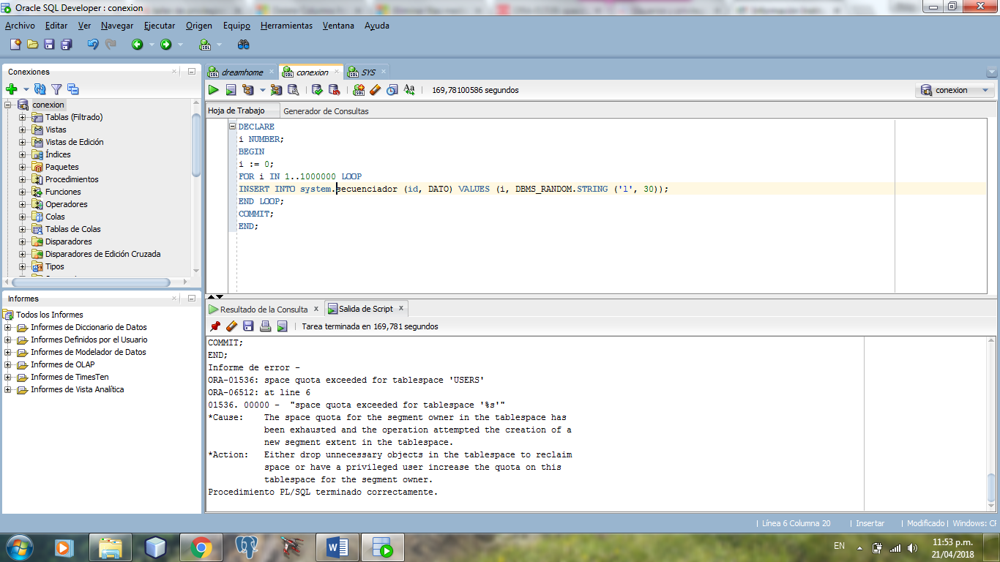 Oracle SQL Developer : conexion
Archivo Editar Ver Navegar Ejecutar Origen Equipo Herramientas Ventana Ayuda
Conexiones
conexion
Tablas (Filtrado)
Vistas
Vistas de Edición
Índices
Paquetes
Procedimientos
Funciones
Operadores
Colas
Tablas de Colas
Disparadores
Disparadores de Edición Cruzada
Tipos
Informes
Todos los Informes
Informes de Diccionario de Datos
Informes Definidos por el Usuario
Informes de Modelador de Datos
Informes de OLAP
Informes de TimesTen
Informes de Vista Analítica
dreamhome conexion SYS
169,78100586 segundos
conexion
Hoja de Trabajo Generador de Consultas
DECLARE
i NUMBER;
BEGIN
i := 0;
FOR i IN 1..1000000 LOOP
INSERT INTO system.secuenciador (id, DATO) VALUES (i, DBMS_RANDOM.STRING ('l', 30));
END LOOP;
COMMIT;
END;
Resultado de la Consulta Salida de Script
Tarea terminada en 169,781 segundos
COMMIT;
END;
Informe de error -
ORA-01536: space quota exceeded for tablespace 'USERS'
ORA-06512: at line 6
01536. 00000 - "space quota exceeded for tablespace '%s'"
*Cause: The space quota for the segment owner in the tablespace has
been exhausted and the operation attempted the creation of a
new segment extent in the tablespace.
*Action: Either drop unnecessary objects in the tablespace to reclaim
space or have a privileged user increase the quota on this
tablespace for the segment owner.
Procedimiento PL/SQL terminado correctamente.
Línea 6 Columna 20 Insertar Modificado Windows: CF
EN
11:53 p.m.
21/04/2018